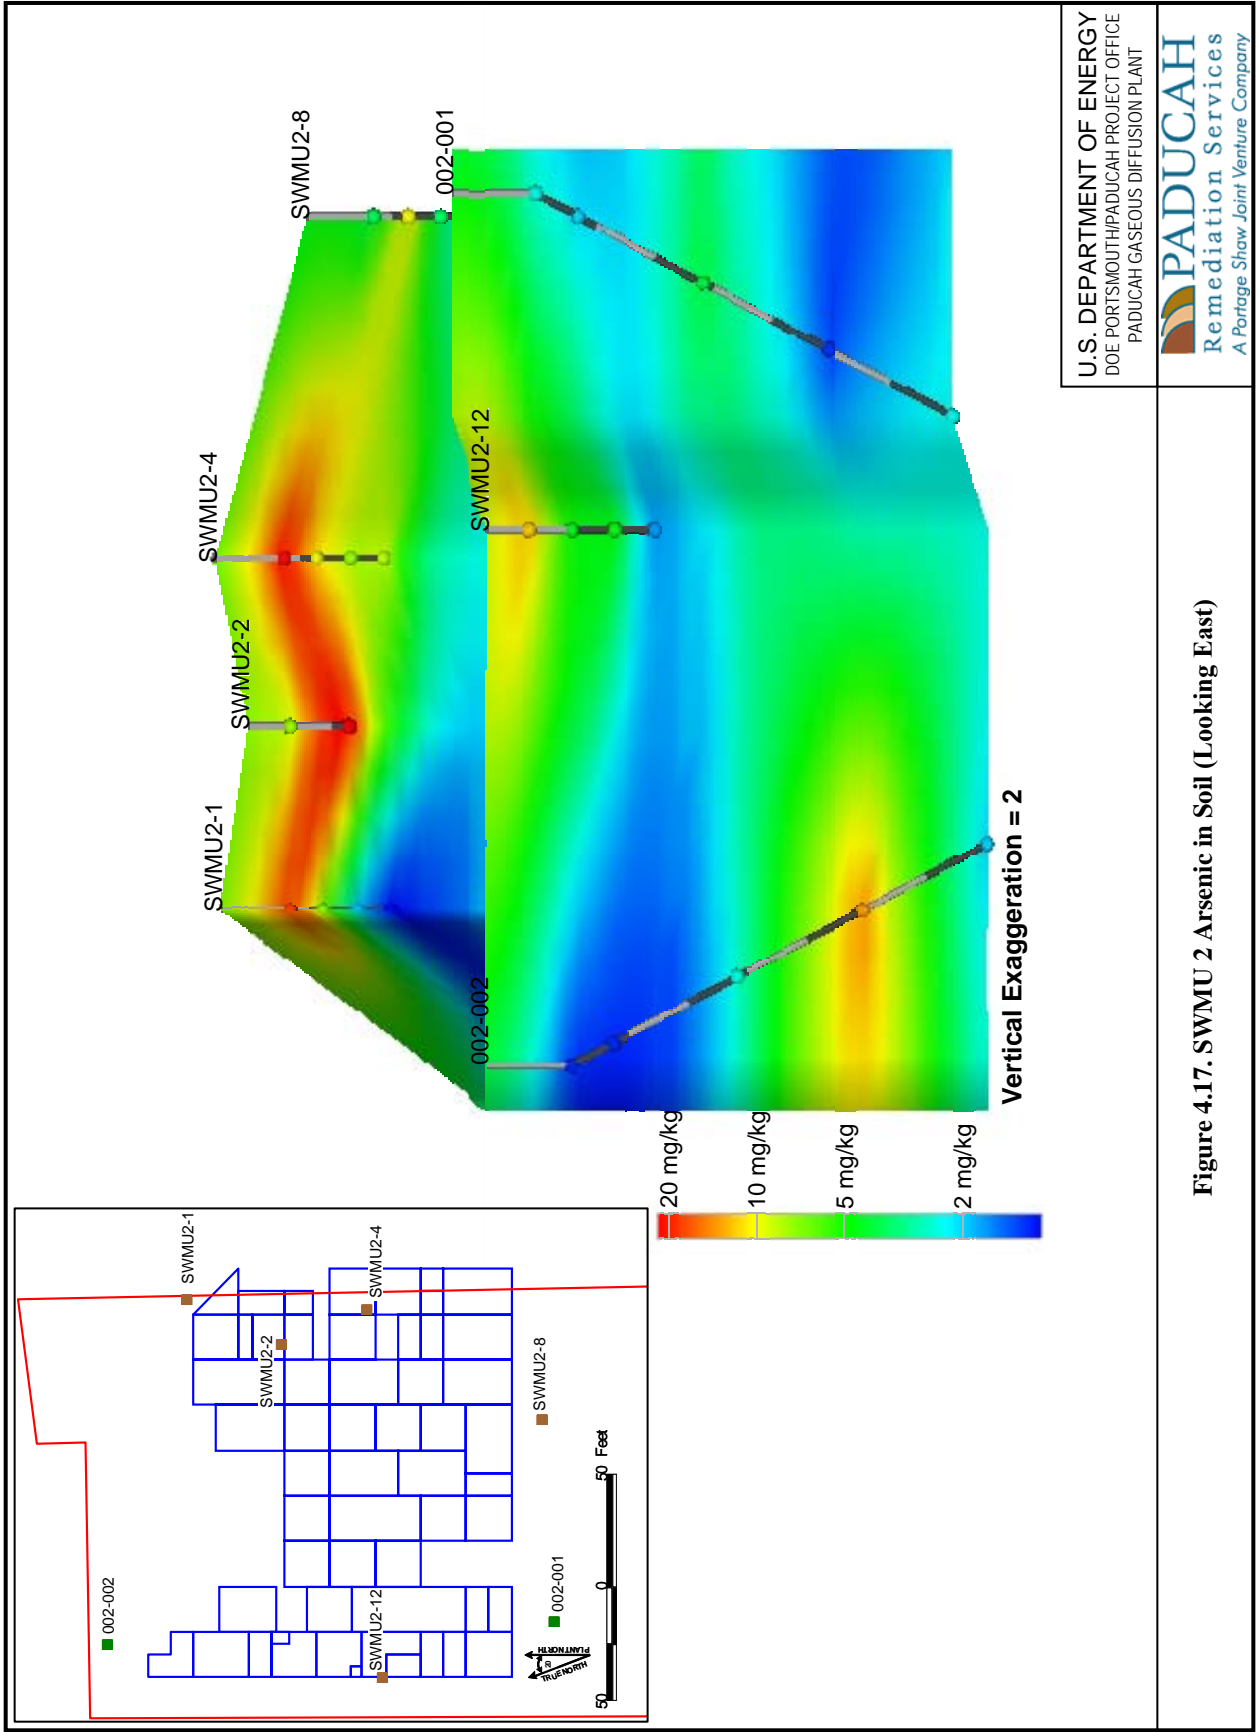 002-002
SWMU2-1
SWMU2-2
SWMU2-4
SWMU2-8
SWMU2-12
002-001
TRUE NORTH
PLANT NORTH
50
0
50 Feet
20 mg/kg
10 mg/kg
5 mg/kg
2 mg/kg
SWMU2-1
SWMU2-2
SWMU2-4
SWMU2-8
002-002
SWMU2-12
002-001
Vertical Exaggeration = 2
Figure 4.17. SWMU 2 Arsenic in Soil (Looking East)
U.S. DEPARTMENT OF ENERGY
DOE PORTSMOUTH/PADUCAH PROJECT OFFICE
PADUCAH GASEOUS DIFFUSION PLANT
PADUCAH
Remediation Services
A Portage Shaw Joint Venture Company